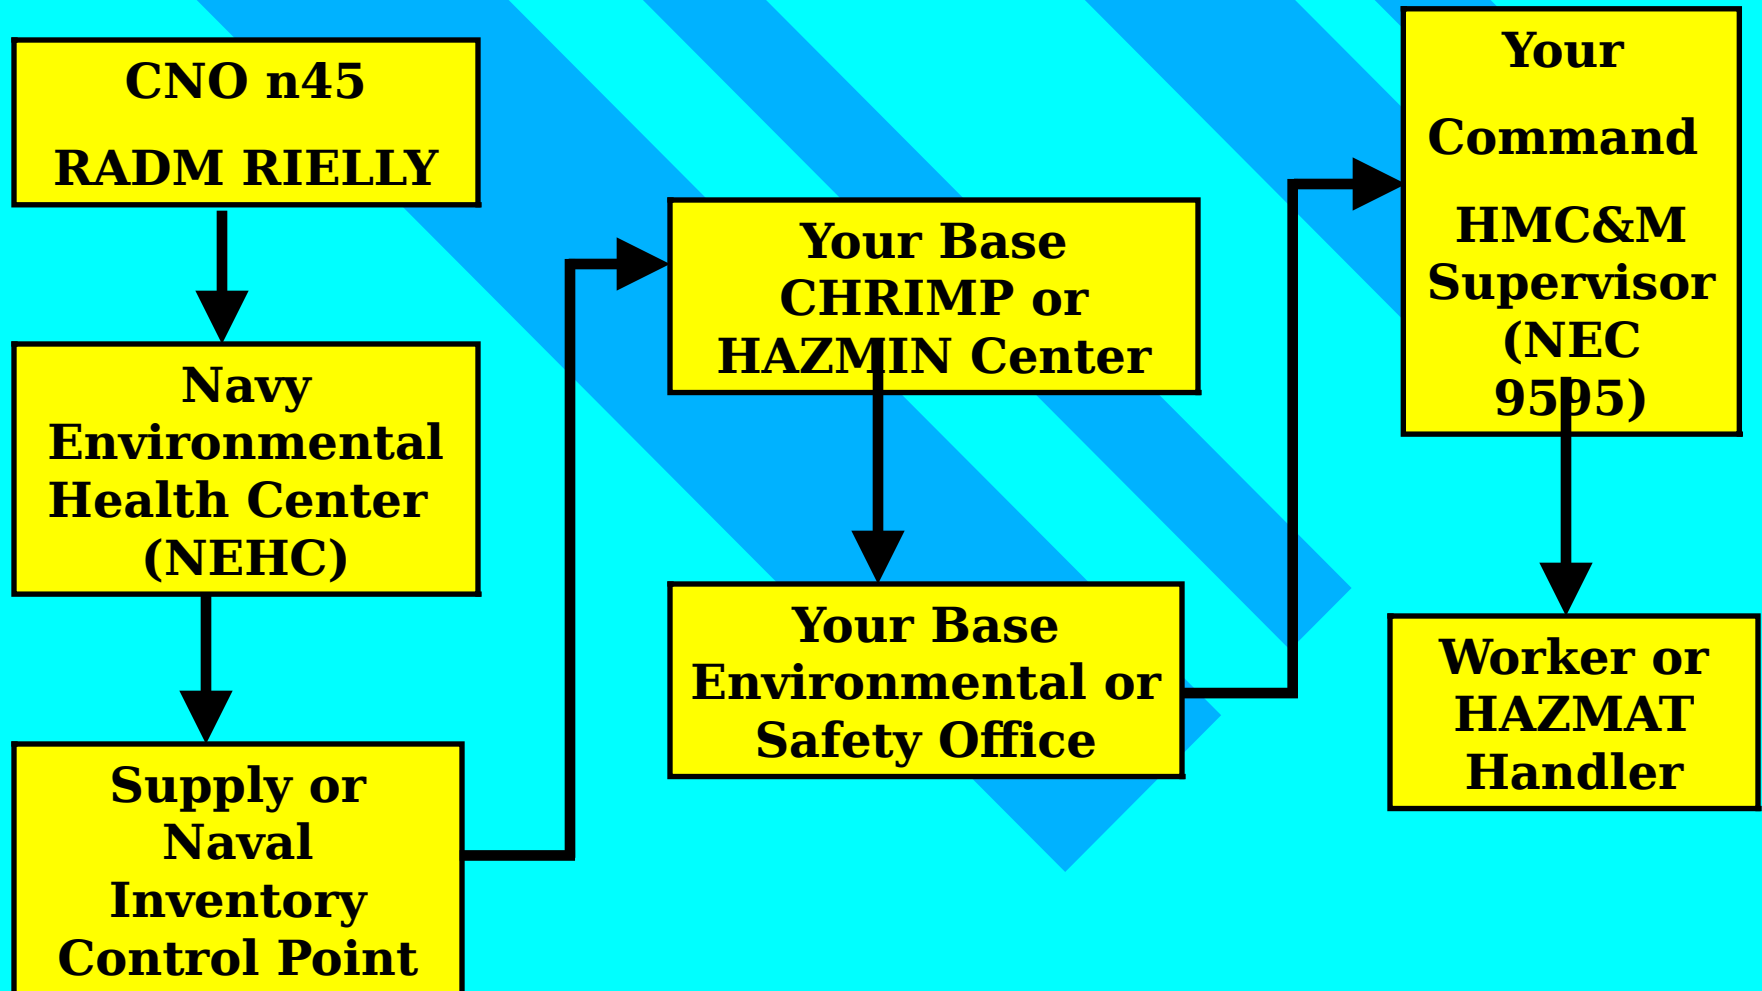 CNO n45
RADM RIELLY
Navy
Environmental
Health Center
(NEHC)
Supply or
Naval
Inventory
Control Point
Your Base
CHRIMP or
HAZMIN Center
Your Base
Environmental or
Safety Office
Your
Command
HMC&M
Supervisor
(NEC
9595)
Worker or
HAZMAT
Handler